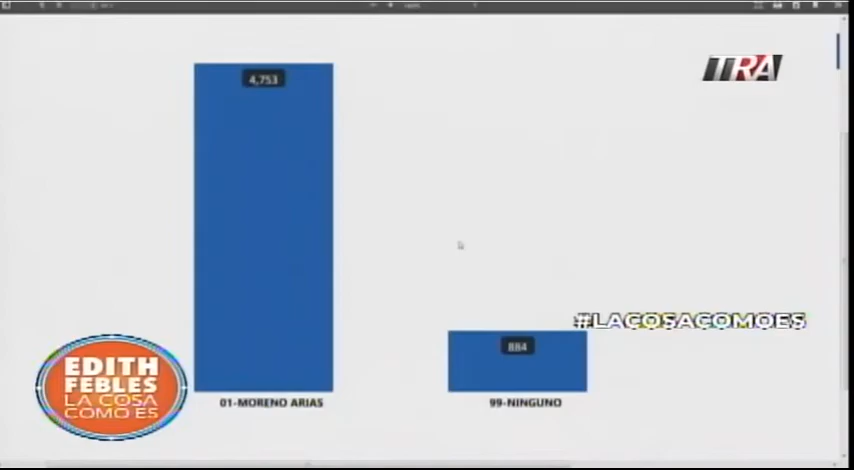 4,753
TRA
884
#LACOSACOMOES
01-MORENO ARIAS
99-NINGUNO
EDITH
FEBLES
LA COSA
COMO ES